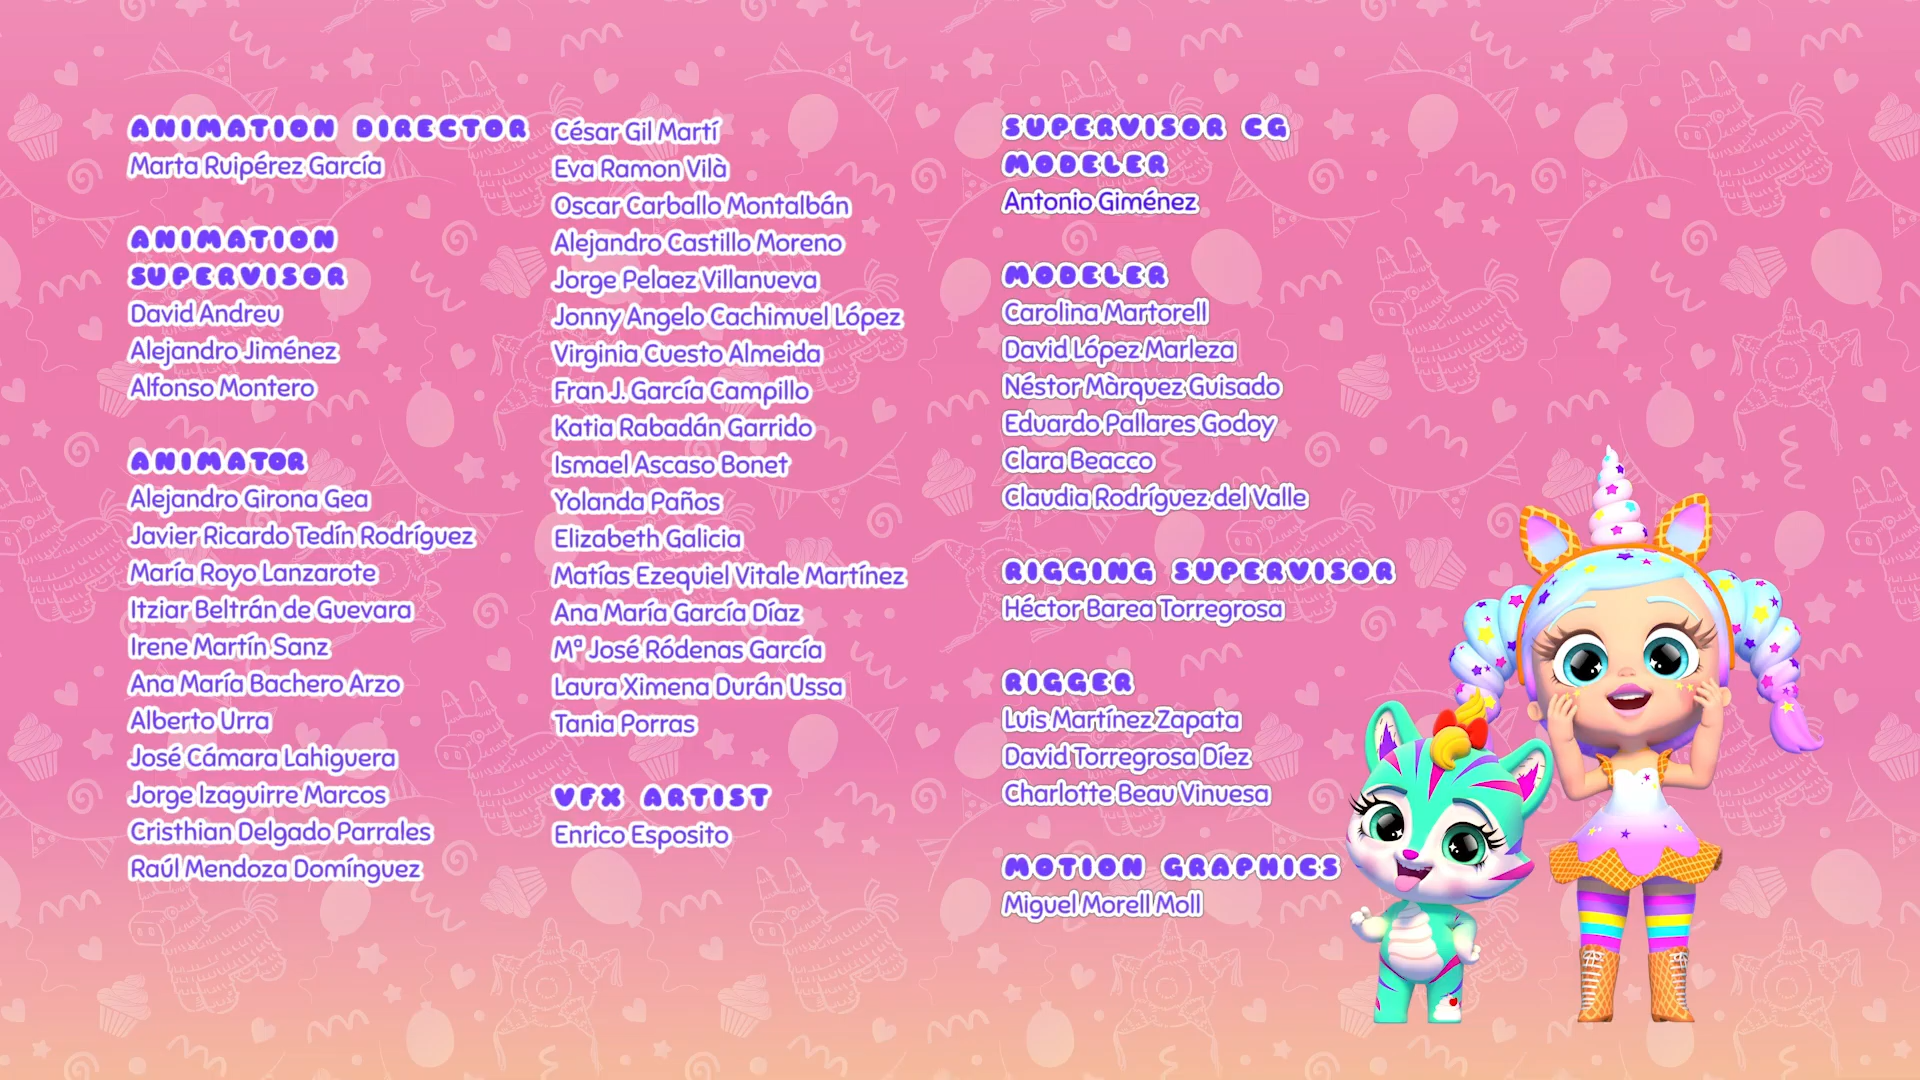 ANIMATION DIRECTOR
Marta Ruipérez García
ANIMATION
SUPERVISOR
David Andreu
Alejandro Jiménez
Alfonso Montero
ANIMATOR
Alejandro Girona Gea
Javier Ricardo Tedín Rodríguez
María Royo Lanzarote
Itziar Beltrán de Guevara
Irene Martín Sanz
Ana María Bachero Arzo
Alberto Urra
José Cámara Lahiguera
Jorge Izaguirre Marcos
Cristhian Delgado Parrales
Raúl Mendoza Domínguez
César Gil Martí
Eva Ramon Vilà
Oscar Carballo Montalbán
Alejandro Castillo Moreno
Jorge Pelaez Villanueva
Jonny Angelo Cachimuel López
Virginia Cuesto Almeida
Fran J. García Campillo
Katia Rabadán Garrido
Ismael Ascaso Bonet
Yolanda Paños
Elizabeth Galicia
Matías Ezequiel Vitale Martínez
Ana María García Díaz
Mª José Ródenas García
Laura Ximena Durán Ussa
Tania Porras
VFX ARTIST
Enrico Esposito
SUPERVISOR CG
MODELER
Antonio Giménez
MODELER
Carolina Martorell
David López Marleza
Néstor Màrquez Guisado
Eduardo Pallares Godoy
Clara Beacco
Claudia Rodríguez del Valle
RIGGING SUPERVISOR
Héctor Barea Torregrosa
RIGGER
Luis Martínez Zapata
David Torregrosa Díez
Charlotte Beau Vinuesa
MOTION GRAPHICS
Miguel Morell Moll